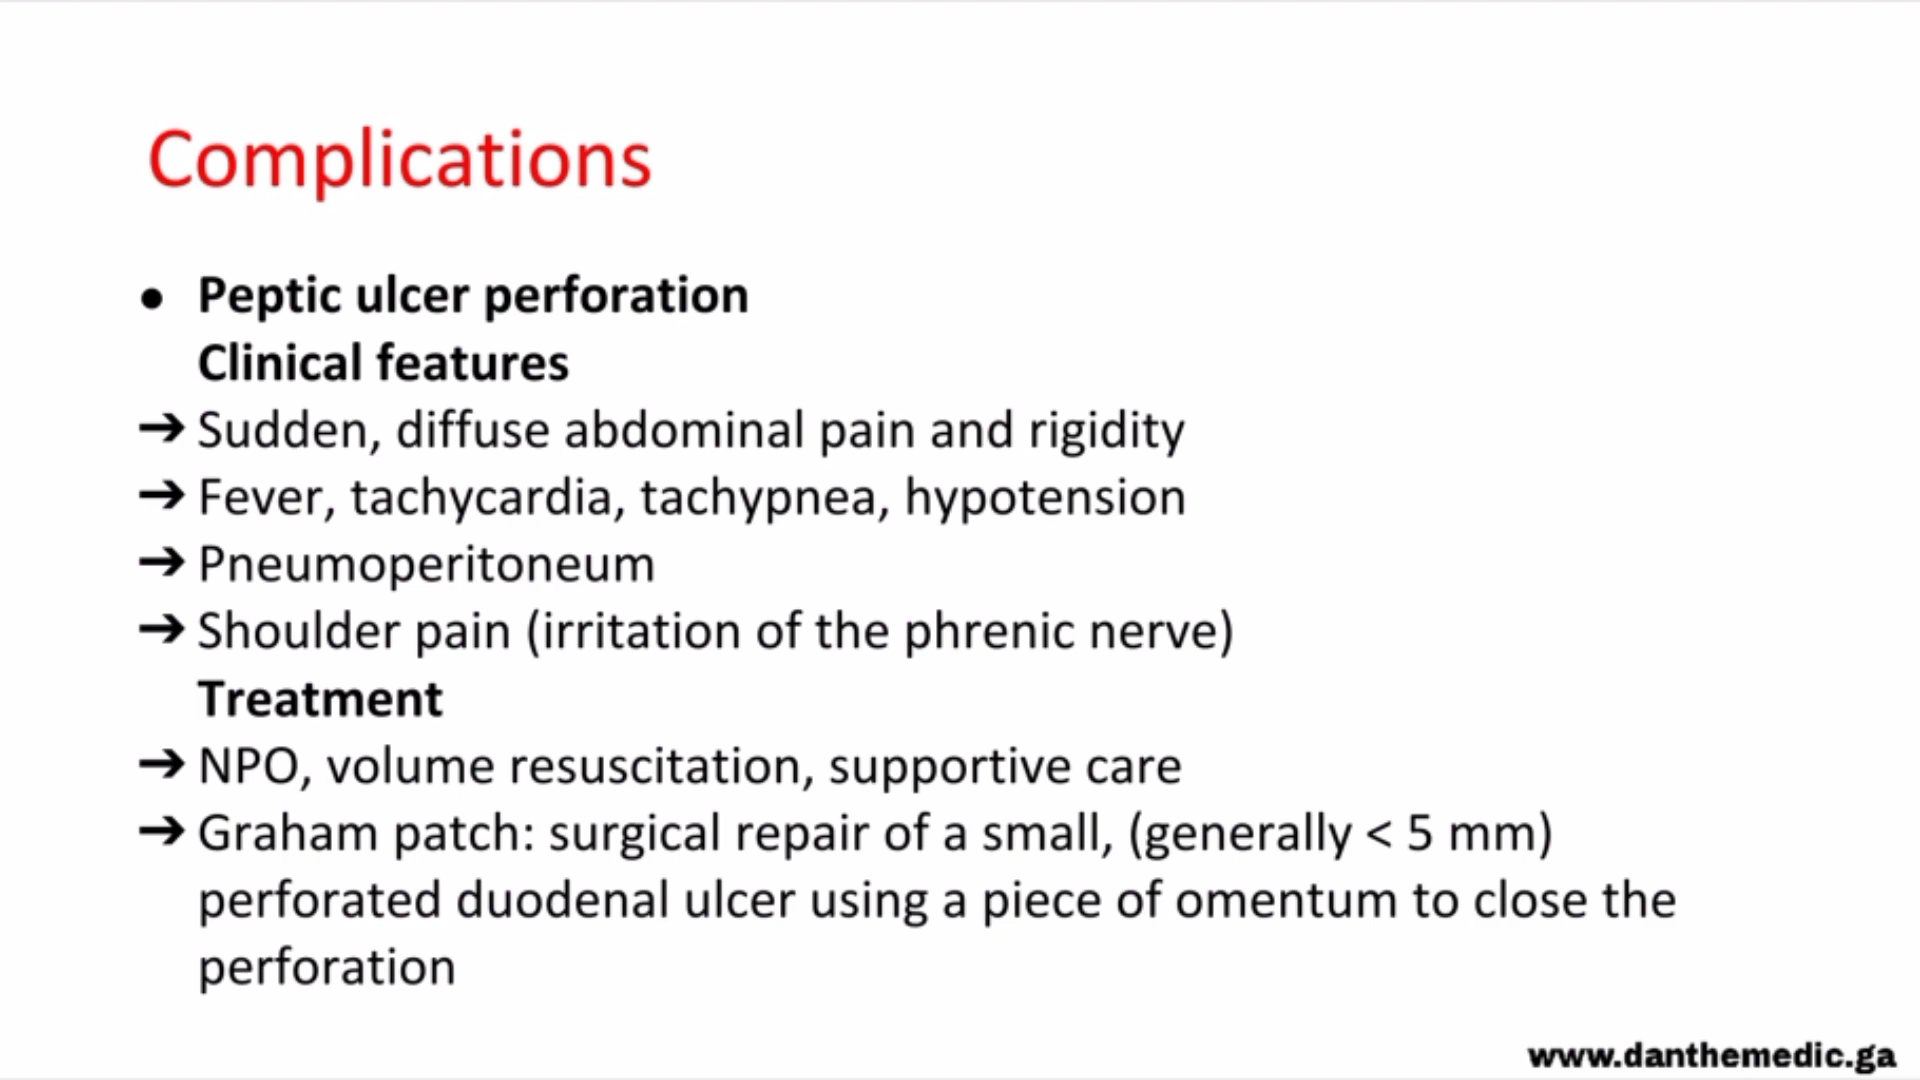 Complications
● Peptic ulcer perforation
Clinical features
➔ Sudden, diffuse abdominal pain and rigidity
➔ Fever, tachycardia, tachypnea, hypotension
➔ Pneumoperitoneum
➔ Shoulder pain (irritation of the phrenic nerve)
Treatment
➔ NPO, volume resuscitation, supportive care
➔ Graham patch: surgical repair of a small, (generally < 5 mm)
perforated duodenal ulcer using a piece of omentum to close the
perforation
www.danthemedic.ga